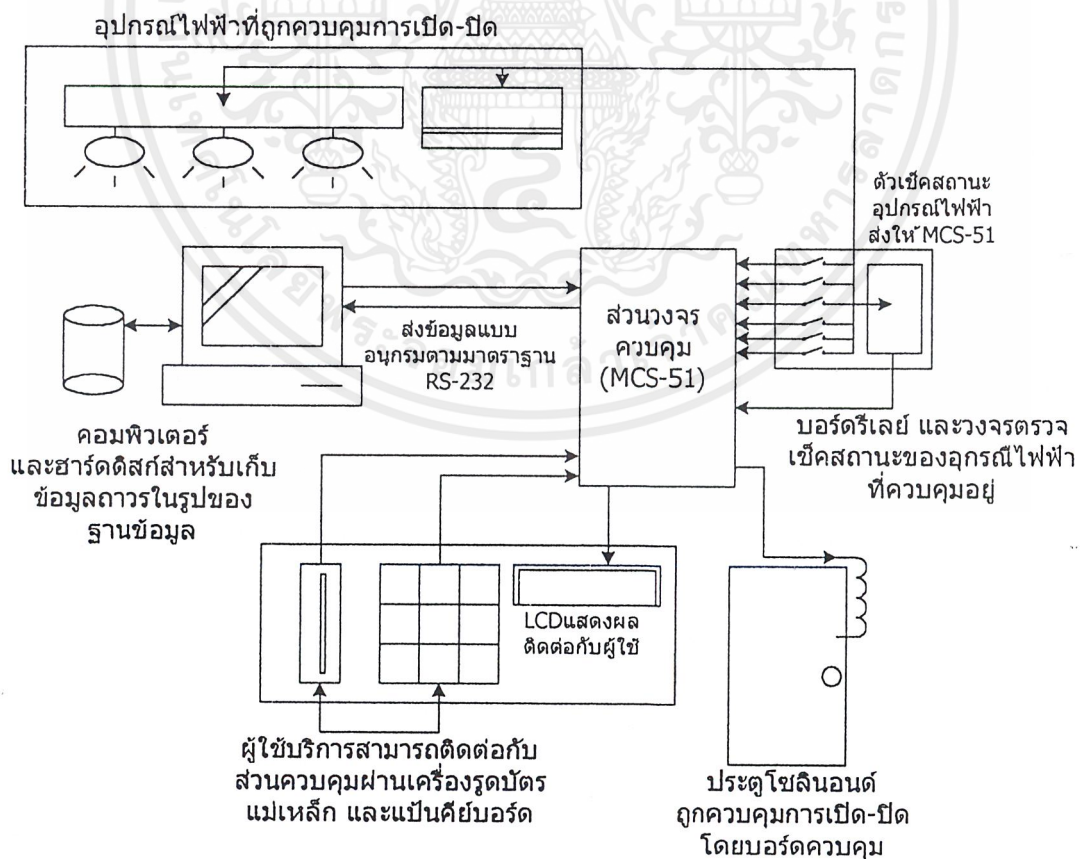 อุปกรณ์ไฟฟ้าที่ถูกควบคุมการเปิด-ปิด
ตัวเช็คสถานะ
อุปกรณ์ไฟฟ้า
ส่งให้ MCS-51
ส่วนวงจร
ควบคุม
(MCS-51)
ส่งข้อมูลแบบ
อนุกรมตามมาตราฐาน
RS-232
คอมพิวเตอร์
และฮาร์ดดิสก์สำหรับเก็บ
ข้อมูลถาวรในรูปของ
ฐานข้อมูล
บอร์ดรีเลย์ และวงจรตรวจ
เช็คสถานะของอุกรณ์ไฟฟ้า
ที่ควบคุมอยู่
LCDแสดงผล
ติดต่อกับผู้ใช้
ผู้ใช้บริการสามารถติดต่อกับ
ส่วนควบคุมผ่านเครื่องรูดบัตร
แม่เหล็ก และแป้นคีย์บอร์ด
ประตูโซลินอนด์
ถูกควบคุมการเปิด-ปิด
โดยบอร์ดควบคุม